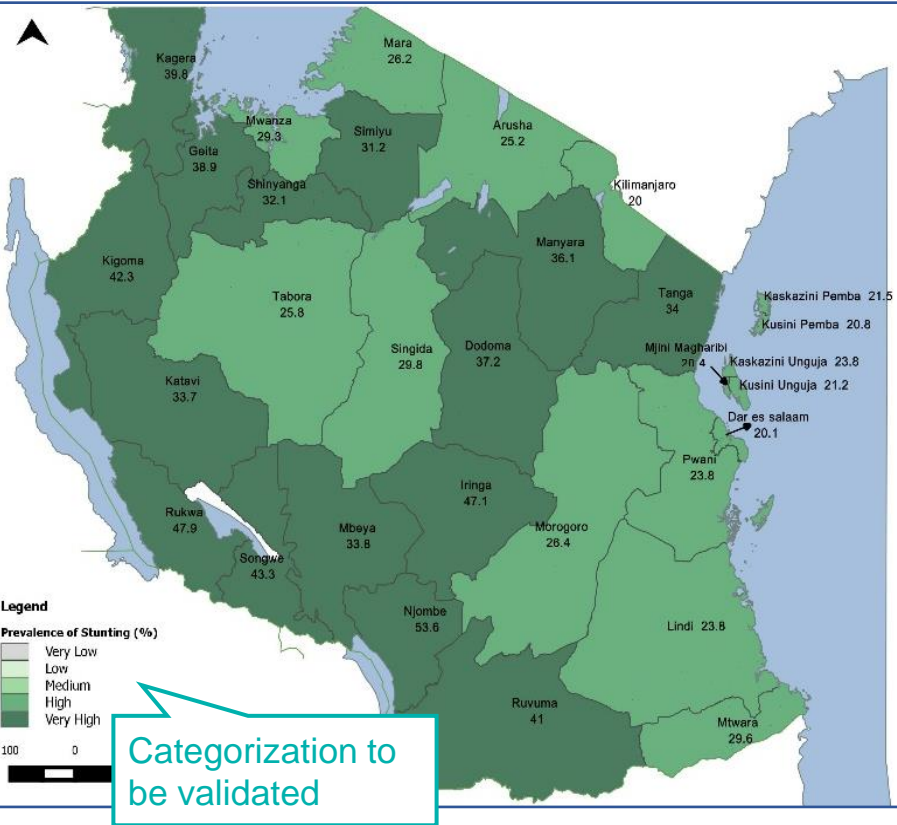 Kagera
39.8
Mara
26.2
Mwanza
29.3
Simiyu
31.2
Arusha
25.2
Geita
38.9
Shinyanga
32.1
Kilimanjaro
20
Kigoma
42.3
Manyara
36.1
Tabora
25.8
Tanga
34
Kaskazini Pemba 21.5
Kusini Pemba 20.8
Singida
29.8
Dodoma
37.2
Mjini Magharibi
20.4
Kaskazini Unguja 23.8
Kusini Unguja 21.2
Katavi
33.7
Dar es salaam
20.1
Pwani
23.8
Iringa
47.1
Rukwa
47.9
Mbeya
33.8
Morogoro
26.4
Songwe
43.3
Njombe
53.6
Lindi 23.8
Ruvuma
41
Mtwara
29.6
Legend
Prevalence of Stunting (%)
Very Low
Low
Medium
High
Very High
100 0
Categorization to
be validated